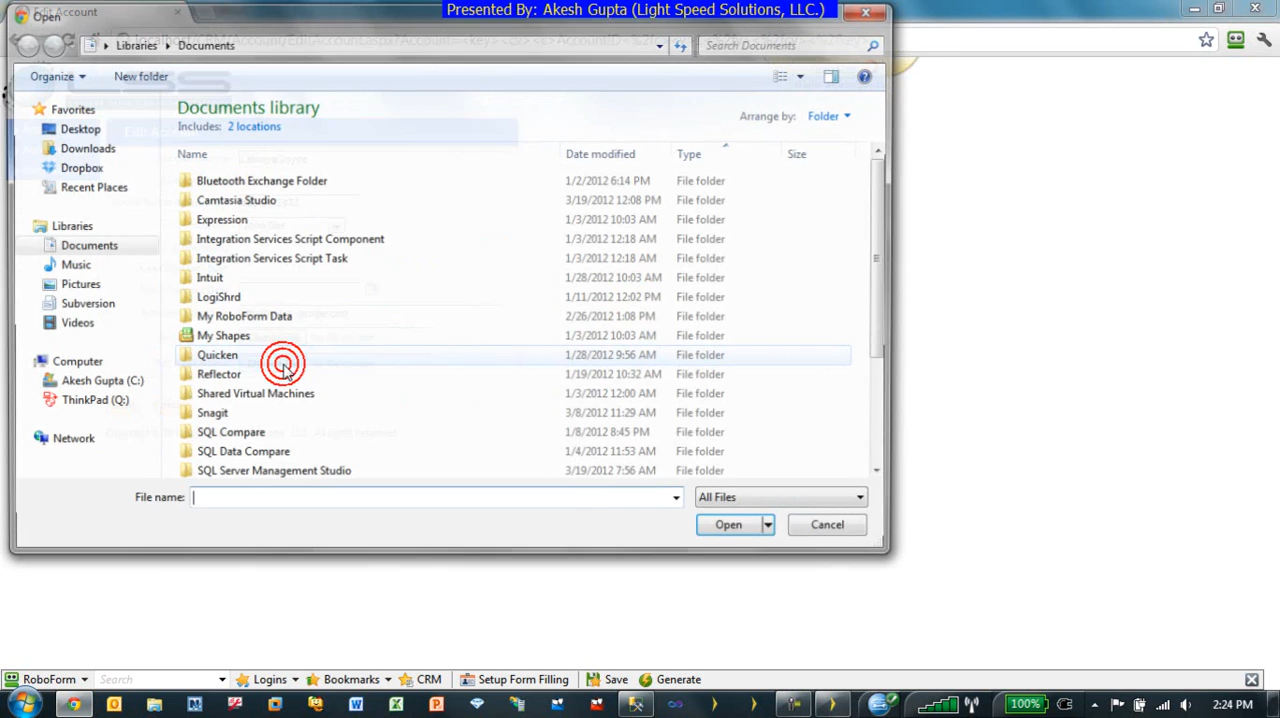 Edit Account
Presented By: Akesh Gupta (Light Speed Solutions, LLC.)
Open
Libraries
Documents
Search Documents
Organize
New folder
Favorites
Desktop
Downloads
Dropbox
Recent Places
Libraries
Documents
Music
Pictures
Subversion
Videos
Computer
Akesh Gupta (C:)
ThinkPad (Q:)
Network
Documents library
Includes: 2 locations
Arrange by: Folder
Name Date modified Type Size
Bluetooth Exchange Folder 1/2/2012 6:14 PM File folder
Camtasia Studio 3/19/2012 12:08 PM File folder
Expression 1/3/2012 10:03 AM File folder
Integration Services Script Component 1/3/2012 12:18 AM File folder
Integration Services Script Task 1/3/2012 12:18 AM File folder
Intuit 1/28/2012 10:03 AM File folder
LogiShrd 1/11/2012 12:02 PM File folder
My RoboForm Data 2/26/2012 1:08 PM File folder
My Shapes 1/3/2012 10:03 AM File folder
Quicken 1/28/2012 9:56 AM File folder
Reflector 1/19/2012 10:32 AM File folder
Shared Virtual Machines 1/3/2012 12:00 AM File folder
Snagit 3/8/2012 11:29 AM File folder
SQL Compare 1/8/2012 8:45 PM File folder
SQL Data Compare 1/4/2012 11:53 AM File folder
SQL Server Management Studio 3/19/2012 7:56 AM File folder
File name: All Files
Open Cancel
RoboForm Search Logins Bookmarks CRM Setup Form Filling Save Generate
100% 2:24 PM